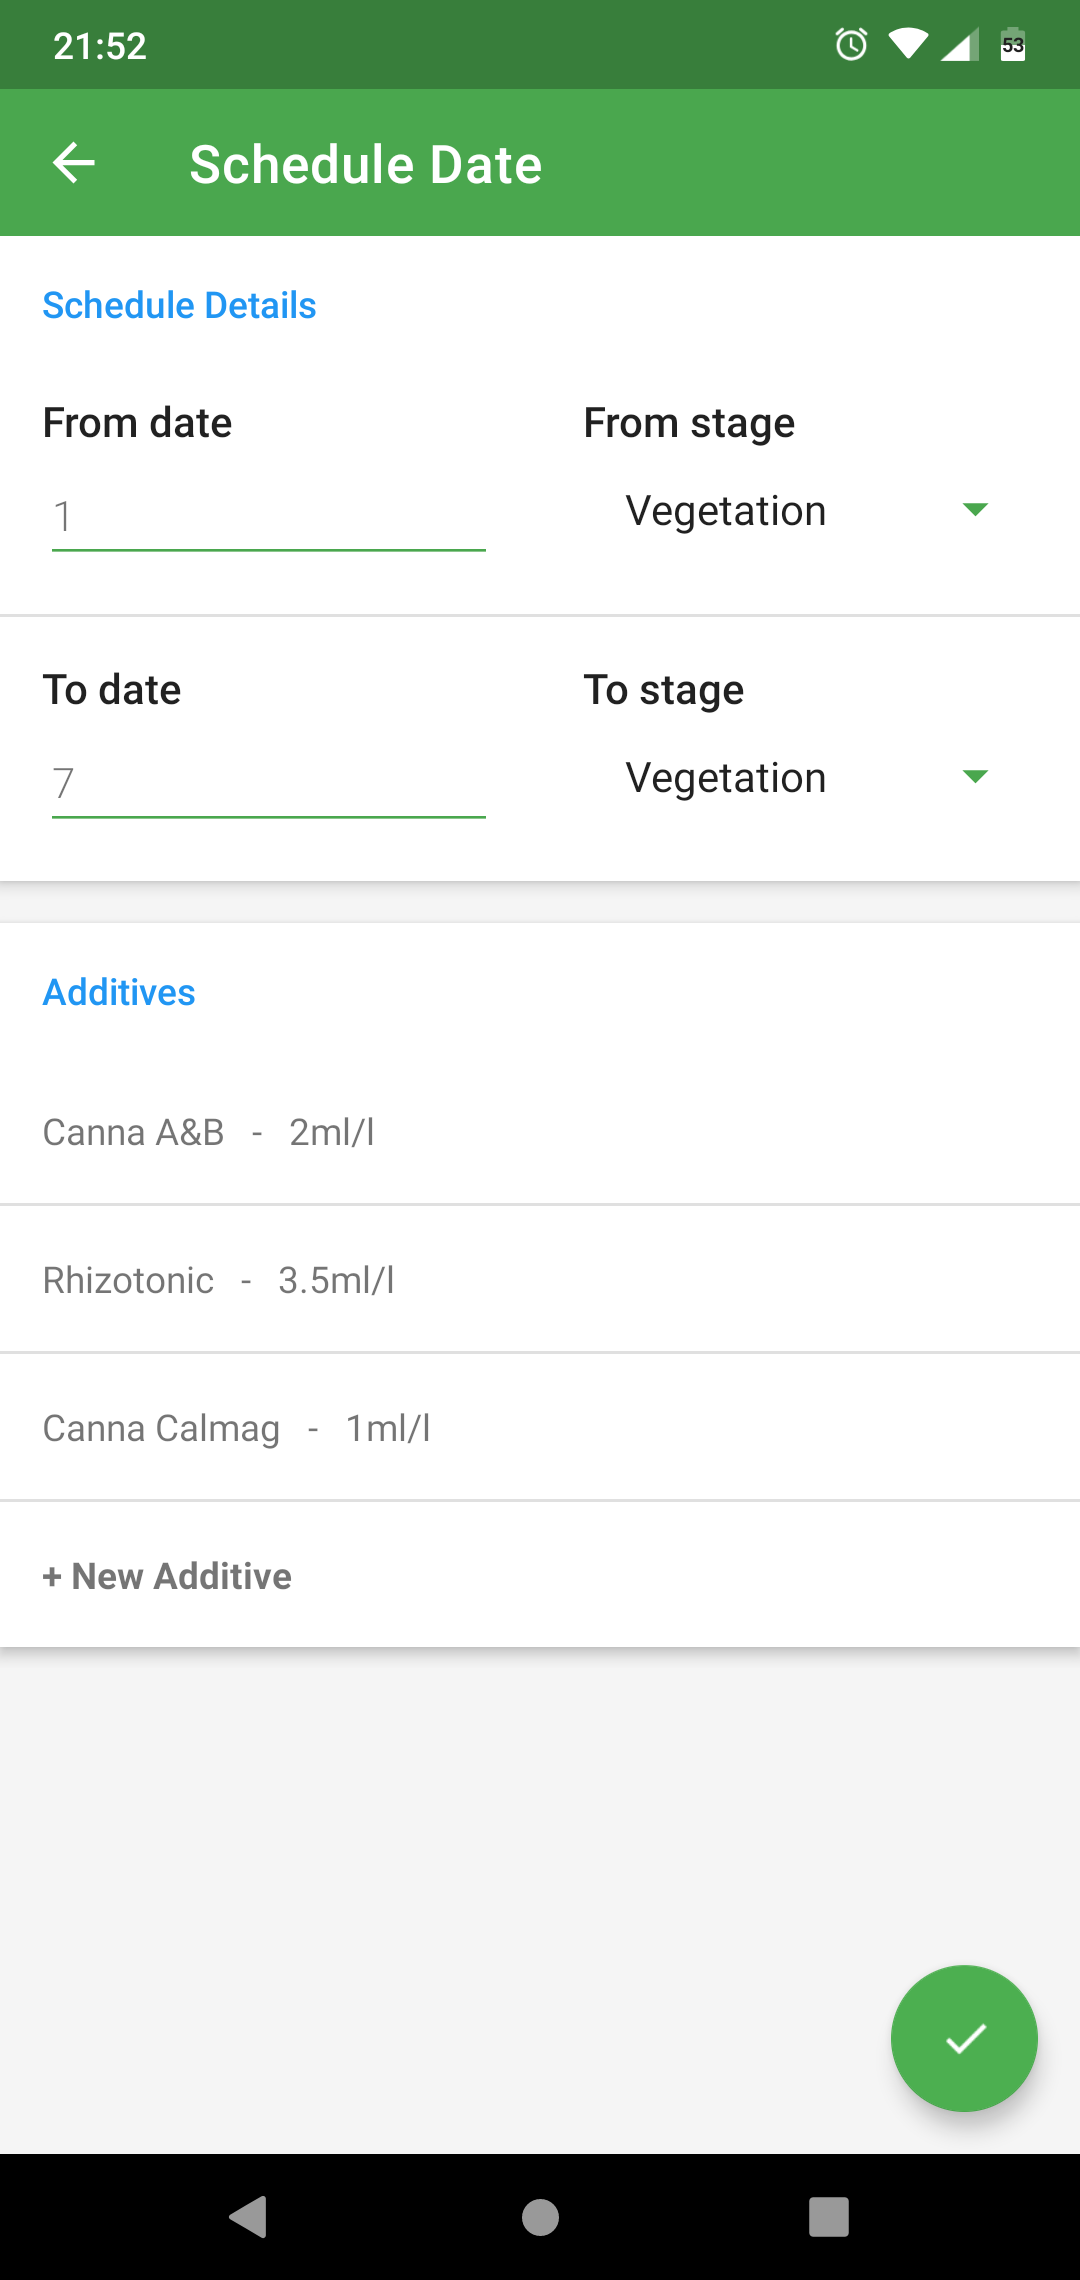 21:52
53
Schedule Date
Schedule Details
From date
From stage
1
Vegetation
To date
To stage
7
Vegetation
Additives
Canna A&B - 2ml/l
Rhizotonic - 3.5ml/l
Canna Calmag - 1ml/l
+ New Additive